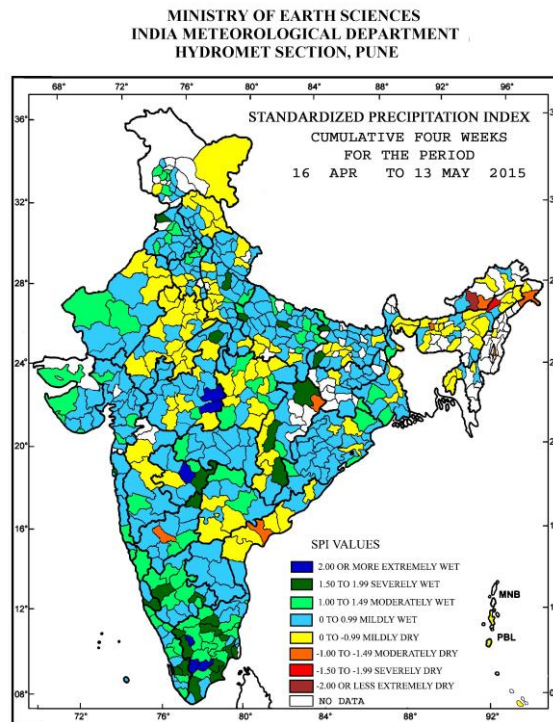 MINISTRY OF EARTH SCIENCES
INDIA METEOROLOGICAL DEPARTMENT
HYDROMET SECTION, PUNE
68° 72° 76° 80° 84° 88° 92° 96°
STANDARDIZED PRECIPITATION INDEX
CUMULATIVE FOUR WEEKS
FOR THE PERIOD
16 APR TO 13 MAY 2015
36°
32°
28°
24°
20°
16°
12°
08°
SPI VALUES
2.00 OR MORE EXTREMELY WET
1.50 TO 1.99 SEVERELY WET
1.00 TO 1.49 MODERATELY WET
0 TO 0.99 MILDLY WET
0 TO -0.99 MILDLY DRY
-1.00 TO -1.49 MODERATELY DRY
-1.50 TO -1.99 SEVERELY DRY
-2.00 OR LESS EXTREMELY DRY
NO DATA
MNB
PBL
72° 76° 80° 84° 88° 92°